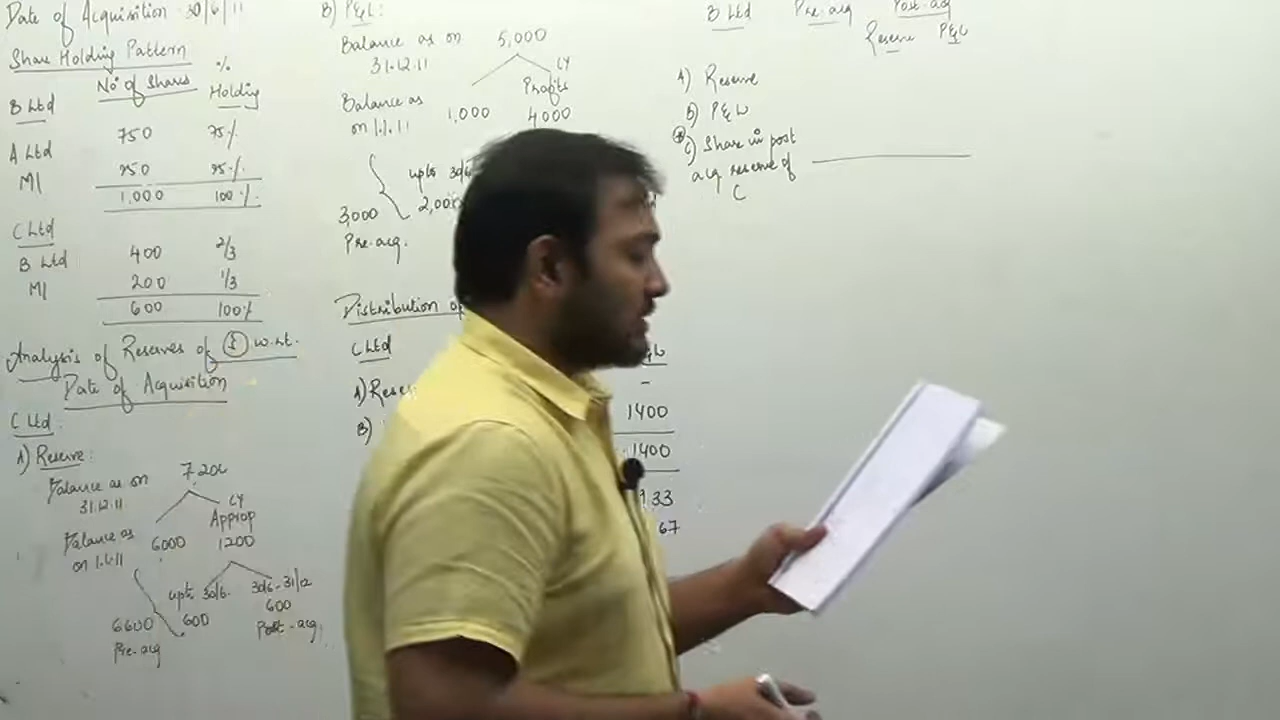 Date of Acquisition 30/6/11
Share Holding Pattern
No of Shares % Holding
B Ltd
A Ltd 750 75%
MI 250 25%
1,000 100%
C Ltd
B Ltd 400 2/3
MI 200 1/3
600 100%
Analysis of Reserves of w.r.t.
Date of Acquisition
C Ltd
A) Reserve:
Balance as on 31.12.11 7200
CY Approp
Balance as on 1.1.11 6000 1200
upto 30/6 30/6-31/12
600 600
6600 Post-acq
Pre-acq
B) P&L:
Balance as on 31.12.11 5,000
CY Profits
Balance as on 1.1.11 1,000 4000
upto
3,000
Pre-acq.
Distribution
C Ltd
A)
-
B) 1400
1400
67
B Ltd Pre-acq Post-acq
Reserve P&L
A) Reserve
B) P&L
C) Share in post
acq reserve of
C